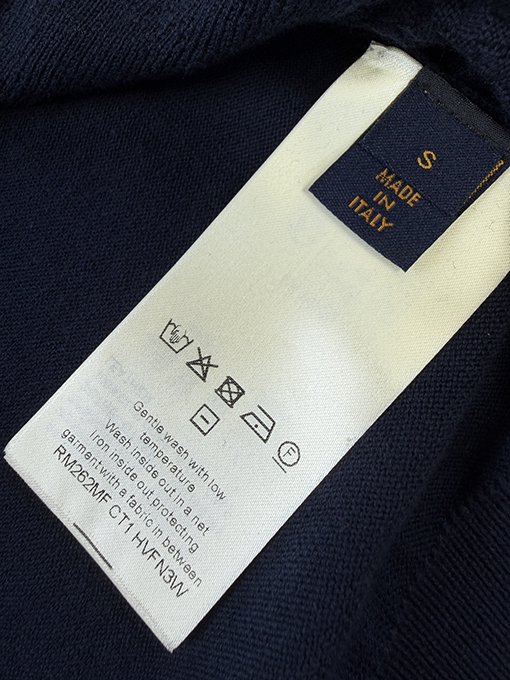 S
MADE
IN
ITALY
Gentle wash with low
temperature
Wash inside out in a net
Iron inside out protecting
garment with a fabric in between
RM262MF CT1 HVFN3W